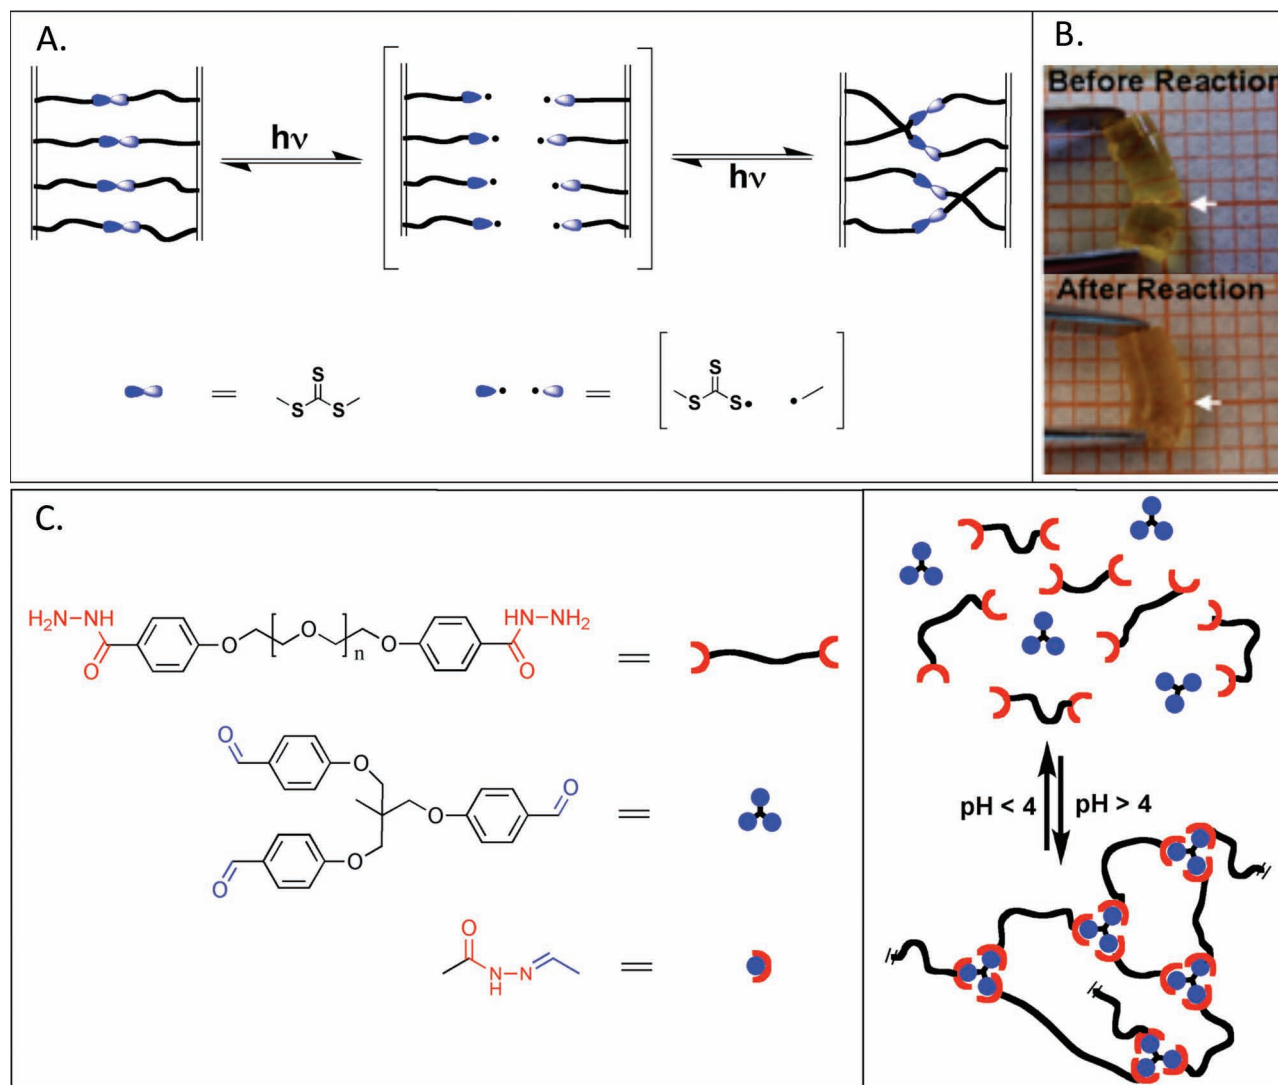 A.
B.
Before Reaction
hν
hν
After Reaction
S
S S
=
=
S
S S•
C.
H₂N-NH
HN-NH₂
O
O
O
n
O
O
=
O
O
O
O
O
O
=
O
N
H
N
=
pH < 4
pH > 4